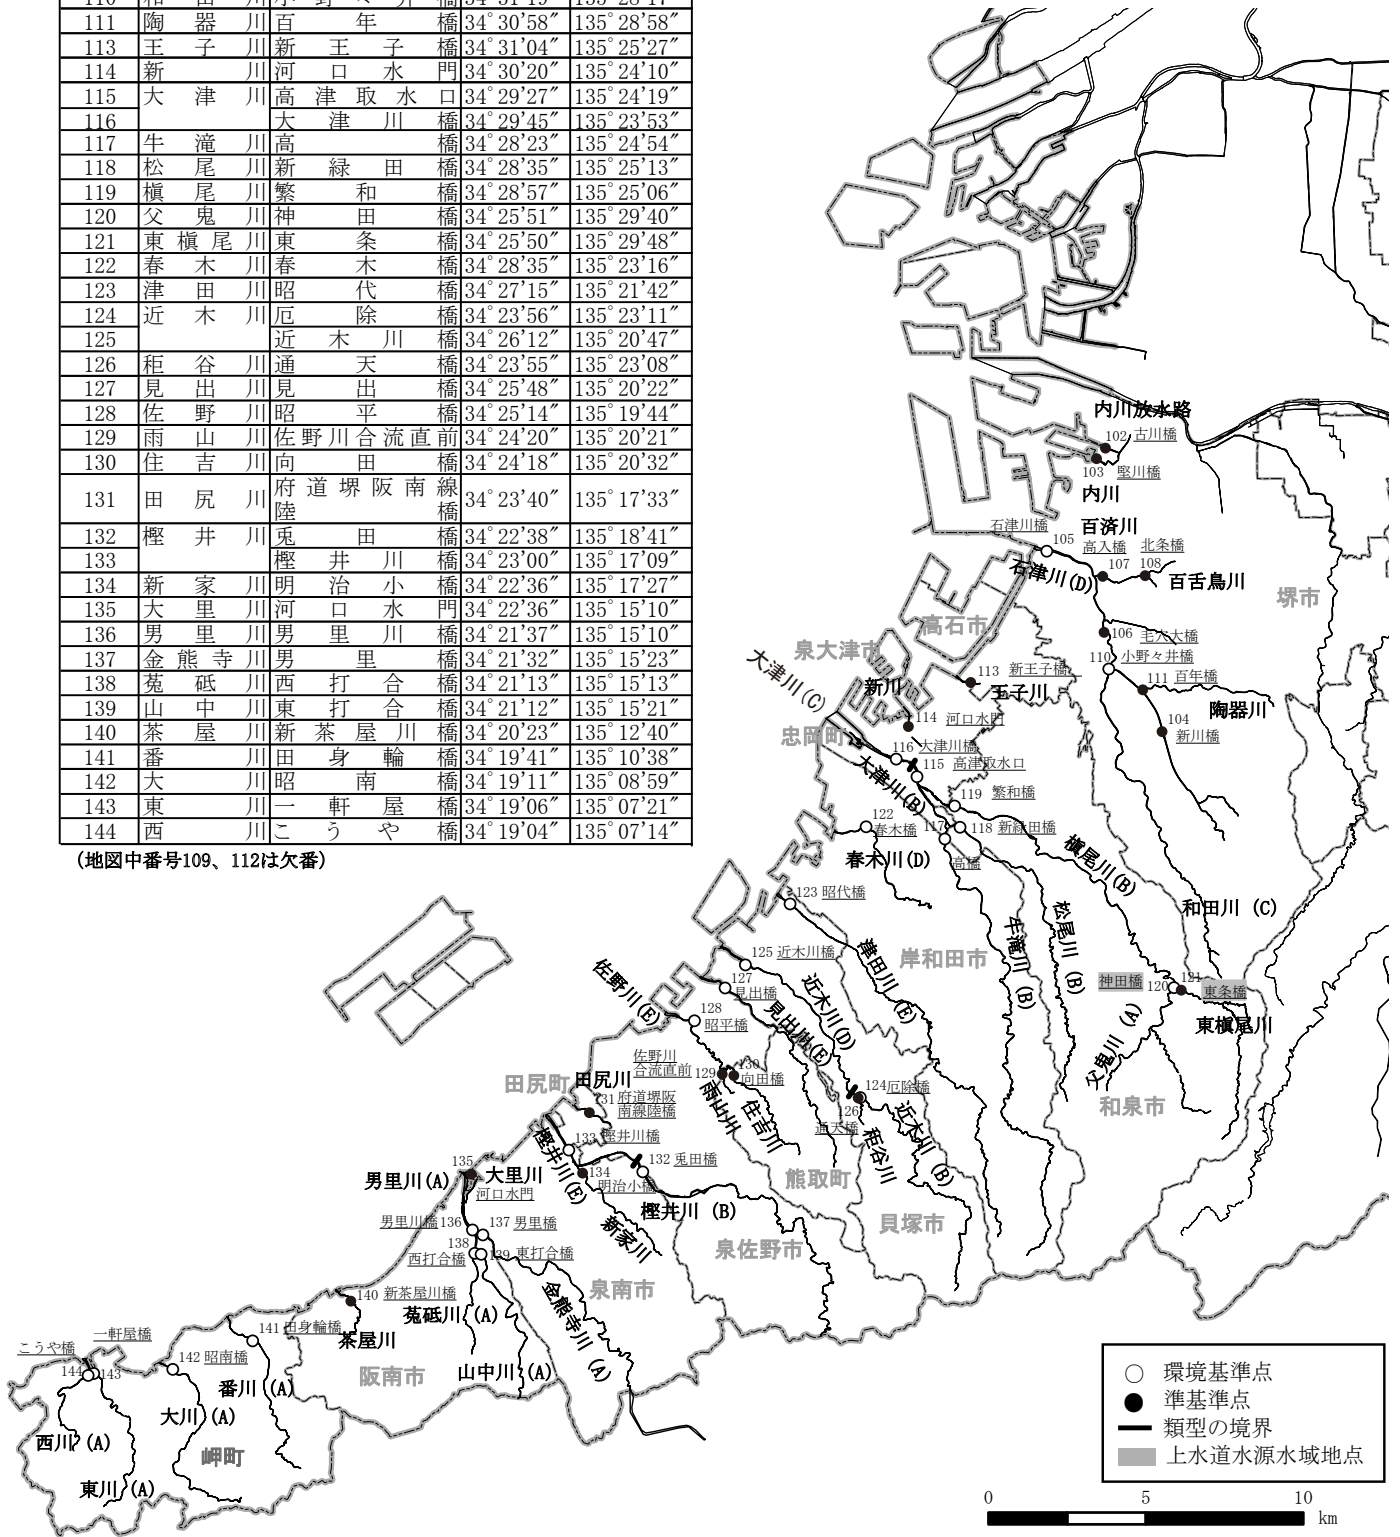 111 陶器川 百年橋 34°30’58” 135°28’58”
113 王子川 新王子橋 34°31’04” 135°25’27”
114 新川 河口水門 34°30’20” 135°24’10”
115 大津川 高津取水口 34°29’27” 135°24’19”
116 大津川橋 34°29’45” 135°23’53”
117 牛滝川 高橋 34°28’23” 135°24’54”
118 松尾川 新緑田橋 34°28’35” 135°25’13”
119 槇尾川 繁和橋 34°28’57” 135°25’06”
120 父鬼川 神田橋 34°25’51” 135°29’40”
121 東槇尾川 東条橋 34°25’50” 135°29’48”
122 春木川 春木橋 34°28’35” 135°23’16”
123 津田川 昭代橋 34°27’15” 135°21’42”
124 近木川 厄除橋 34°23’56” 135°23’11”
125 近木川橋 34°26’12” 135°20’47”
126 秬谷川 通天橋 34°23’55” 135°23’08”
127 見出川 見出橋 34°25’48” 135°20’22”
128 佐野川 昭平橋 34°25’14” 135°19’44”
129 雨山川 佐野川合流直前 34°24’20” 135°20’21”
130 住吉川 向田橋 34°24’18” 135°20’32”
131 田尻川 府道堺阪南線陸橋 34°23’40” 135°17’33”
132 樫井川 兎田橋 34°22’38” 135°18’41”
133 樫井川橋 34°23’00” 135°17’09”
134 新家川 明治小橋 34°22’36” 135°17’27”
135 大里川 河口水門 34°22’36” 135°15’10”
136 男里川 男里川橋 34°21’37” 135°15’10”
137 金熊寺川 男里橋 34°21’32” 135°15’23”
138 菟砥川 西打合橋 34°21’13” 135°15’13”
139 山中川 東打合橋 34°21’12” 135°15’21”
140 茶屋川 新茶屋川橋 34°20’23” 135°12’40”
141 番川 田身輪橋 34°19’41” 135°10’38”
142 大川 昭南橋 34°19’11” 135°08’59”
143 東川 一軒屋橋 34°19’06” 135°07’21”
144 西川 こうや橋 34°19’04” 135°07’14”
(地図中番号109、112は欠番)
内川放水路
102 古川橋
103 堅川橋
内川
石津川橋
105
百済川
高入橋
北条橋
107
108
石津川(D)
百舌鳥川
堺市
高石市
106 毛穴大橋
泉大津市
110 小野々井橋
大津川(C)
新川
113 新王子橋
王子川
111 百年橋
陶器川
104
新川橋
114 河口水門
忠岡町
116 大津川橋
115 高津取水口
大津川(B)
119 繁和橋
122
春木橋
117
118 新緑田橋
高橋
春木川(D)
槇尾川(B)
123 昭代橋
和田川 (C)
松尾川 (B)
牛滝川 (B)
津田川 (E)
岸和田市
125 近木川橋
佐野川(E)
127
見出橋
近木川(D)
見出川(E)
神田橋
120
121
東条橋
東槇尾川
父鬼川 (A)
128
昭平橋
佐野川
合流直前
129
130
向田橋
田尻町
田尻川
131 府道堺阪
南線陸橋
雨山川
住吉川
124 厄除橋
126
通天橋
近木川 (B)
秬谷川
和泉市
133 樫井川橋
樫井川(E)
132 兎田橋
熊取町
135
大里川
男里川(A)
河口水門
134
明治小橋
樫井川 (B)
貝塚市
新家川
男里川橋 136
137 男里橋
138
西打合橋
139 東打合橋
泉佐野市
泉南市
金熊寺川 (A)
140 新茶屋川橋
菟砥川 (A)
茶屋川
141 田身輪橋
一軒屋橋
こうや橋
142 昭南橋
144
143
阪南市
山中川 (A)
番川 (A)
大川 (A)
西川 (A)
岬町
東川 (A)
環境基準点
準基準点
類型の境界
上水道水源水域地点
0 5 10
km